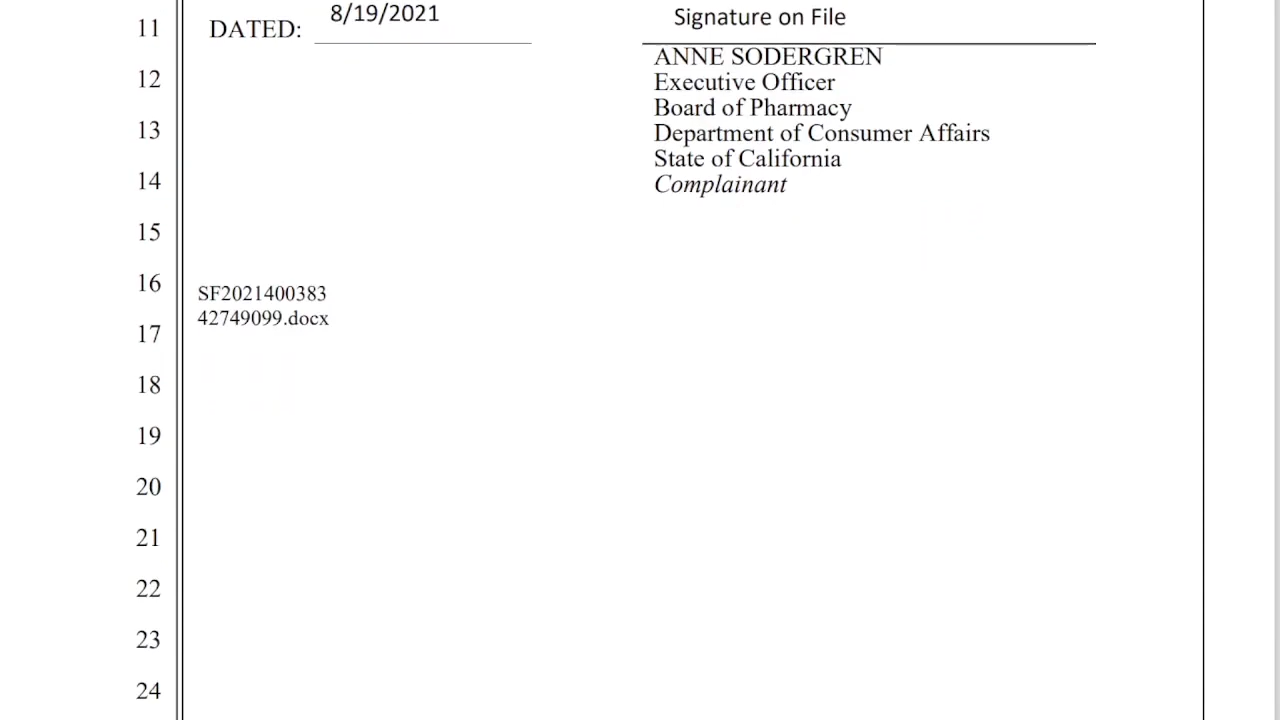 11 DATED: 8/19/2021 Signature on File
ANNE SODERGREN
12 Executive Officer
Board of Pharmacy
13 Department of Consumer Affairs
State of California
14 Complainant
15
16 SF2021400383
42749099.docx
17
18
19
20
21
22
23
24